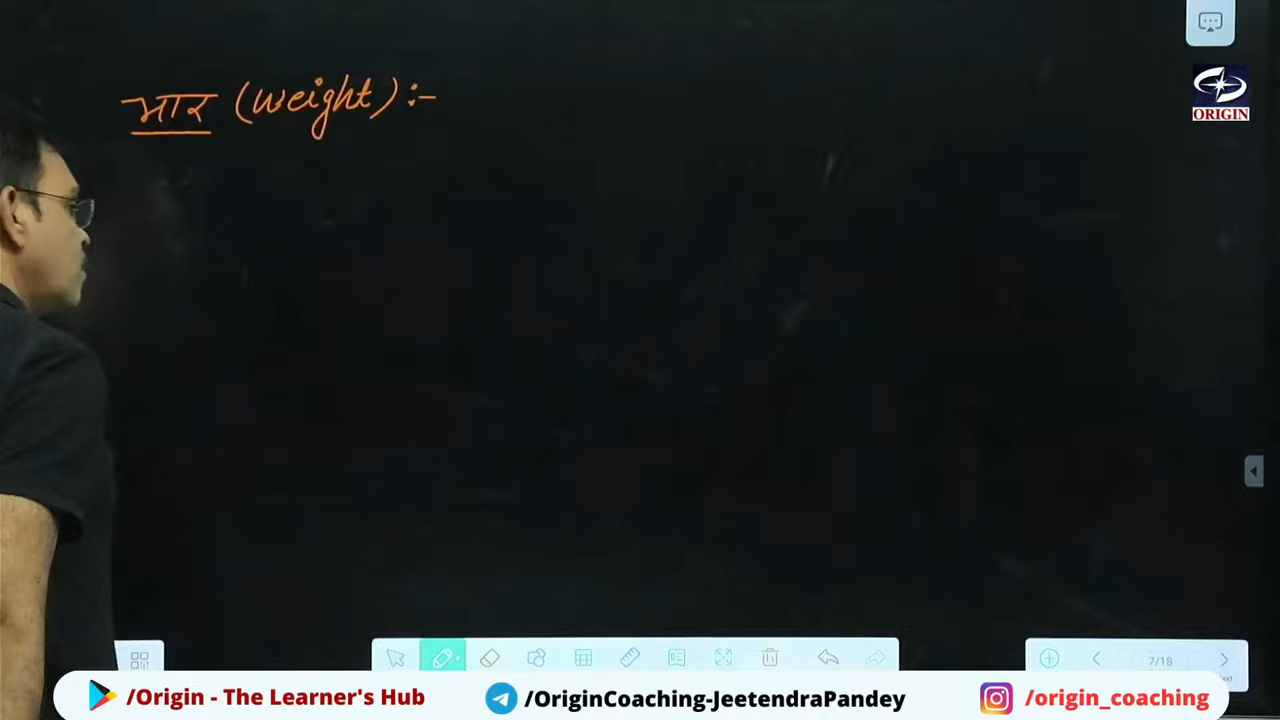 भार (weight) :-
ORIGIN
7/18
/Origin - The Learner's Hub
/OriginCoaching-JeetendraPandey
/origin_coaching